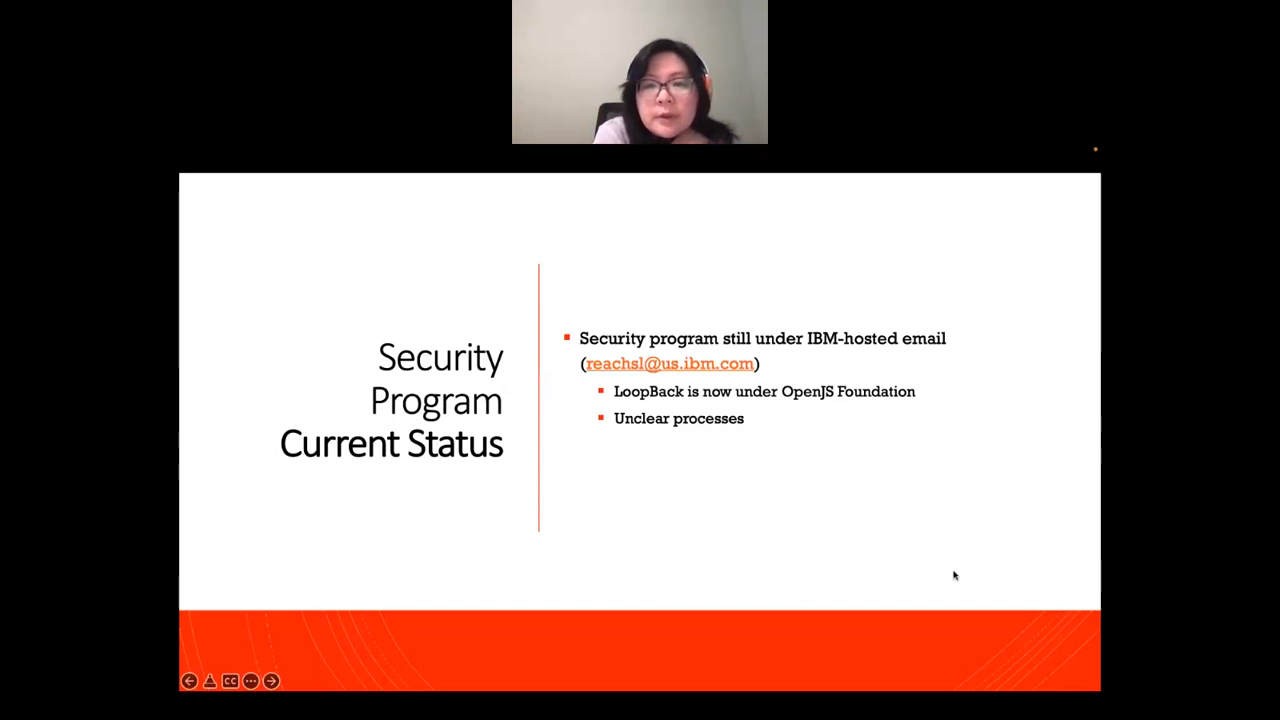 Security
Program
Current Status
Security program still under IBM-hosted email
(reachsl@us.ibm.com)
LoopBack is now under OpenJS Foundation
Unclear processes
CC